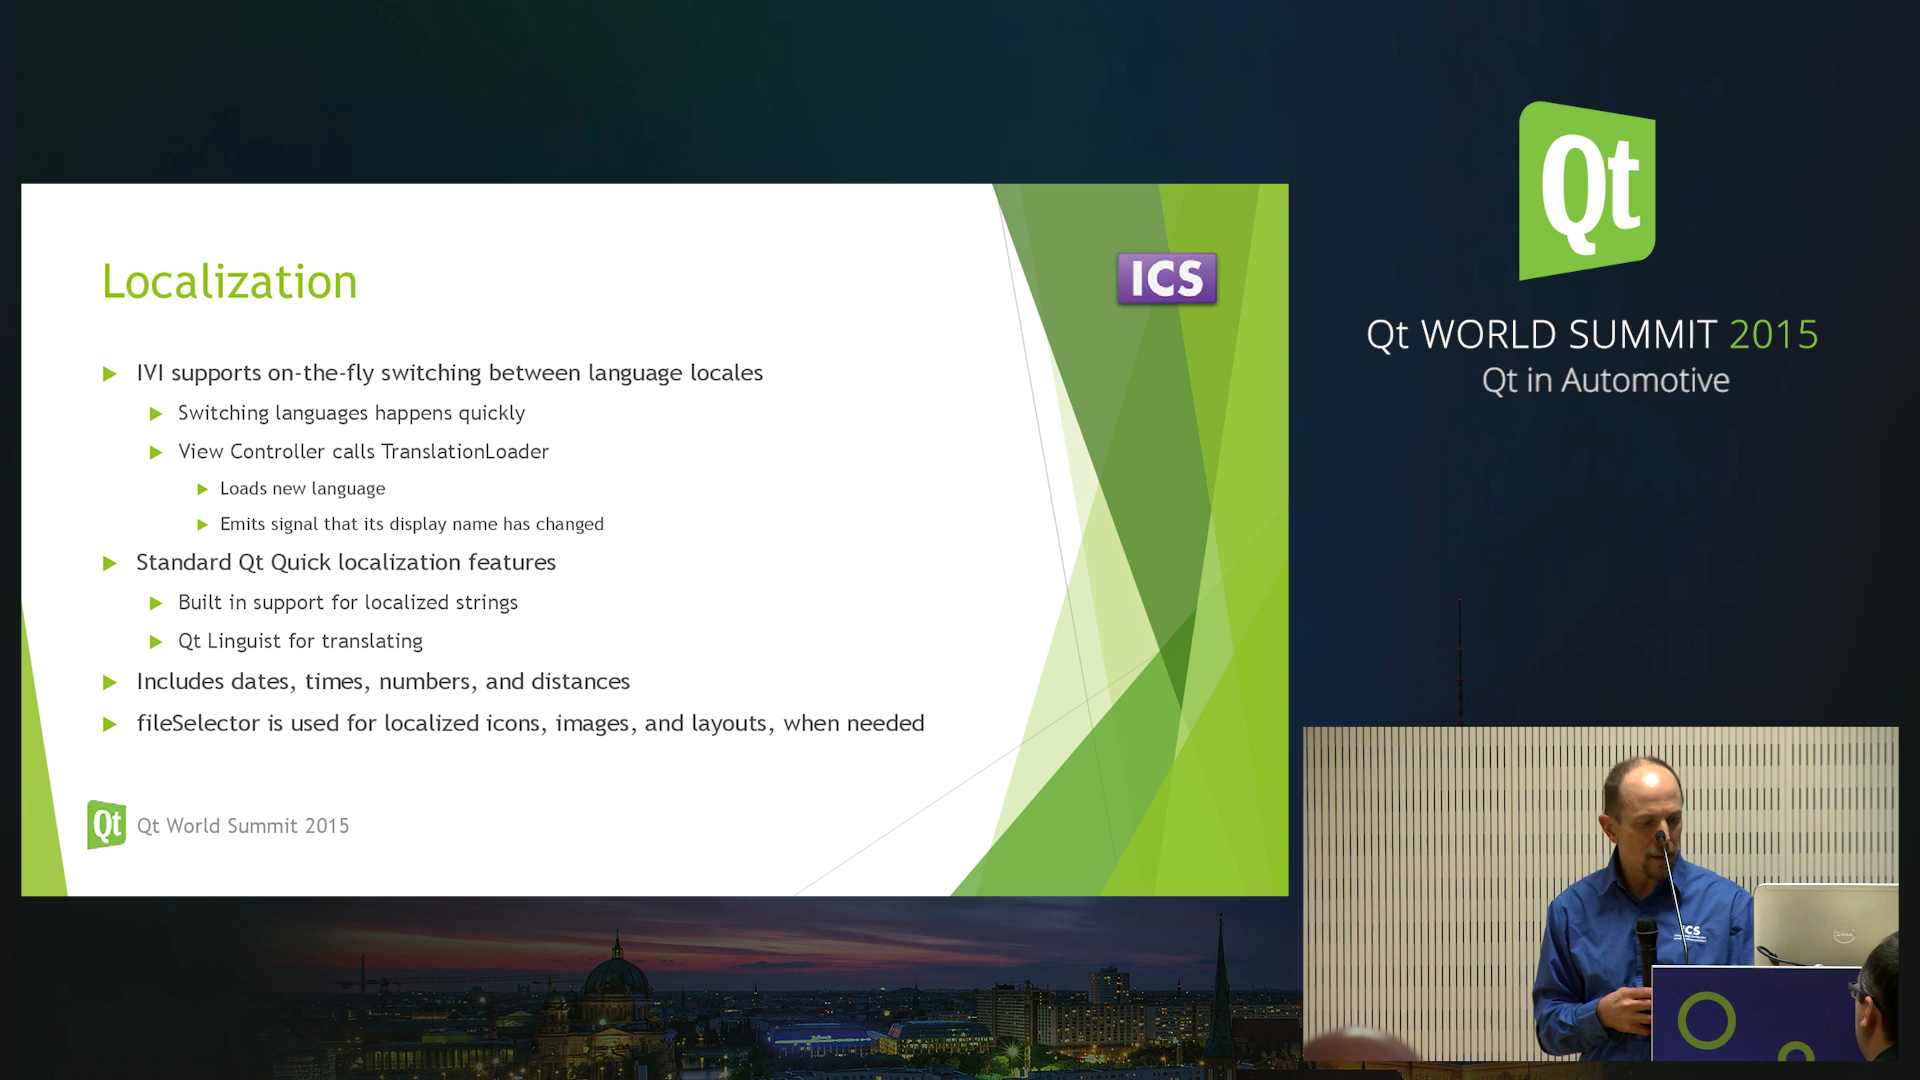 Localization
ICS
IVI supports on-the-fly switching between language locales
Switching languages happens quickly
View Controller calls TranslationLoader
Loads new language
Emits signal that its display name has changed
Standard Qt Quick localization features
Built in support for localized strings
Qt Linguist for translating
Includes dates, times, numbers, and distances
fileSelector is used for localized icons, images, and layouts, when needed
Qt Qt World Summit 2015
Qt
Qt WORLD SUMMIT 2015
Qt in Automotive
ICS